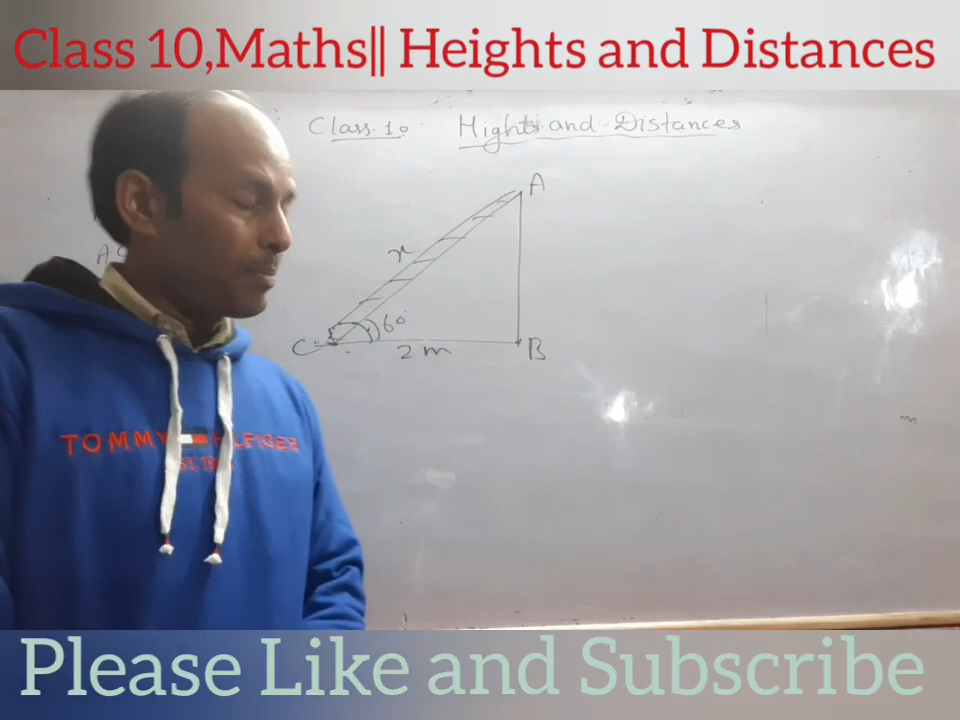 Class 10,Maths|| Heights and Distances
Class 10 Hights and Distances
A
x
60°
C
2 m
B
TOMMY HILFIGER
Please Like and Subscribe